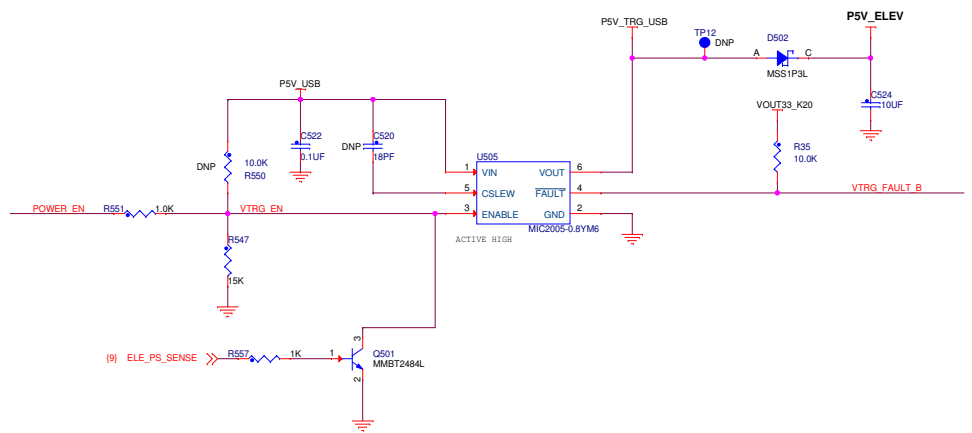 P5V_TRG_USB
P5V_ELEV
TP12
DNP
D502
A
C
MSS1P3L
P5V_USB
C524
10UF
VOUT33_K20
C522
0.1UF
C520
DNP
18PF
R35
10.0K
DNP
10.0K
R550
U505
1
VIN
VOUT
6
5
CSLEW
FAULT
4
VTRG_FAULT_B
3
ENABLE
GND
2
MIC2005-0.8YM6
ACTIVE HIGH
POWER_EN
R551
1.0K
VTRG_EN
R547
15K
{9}
ELE_PS_SENSE
R557
1K
1
3
2
Q501
MMBT2484L